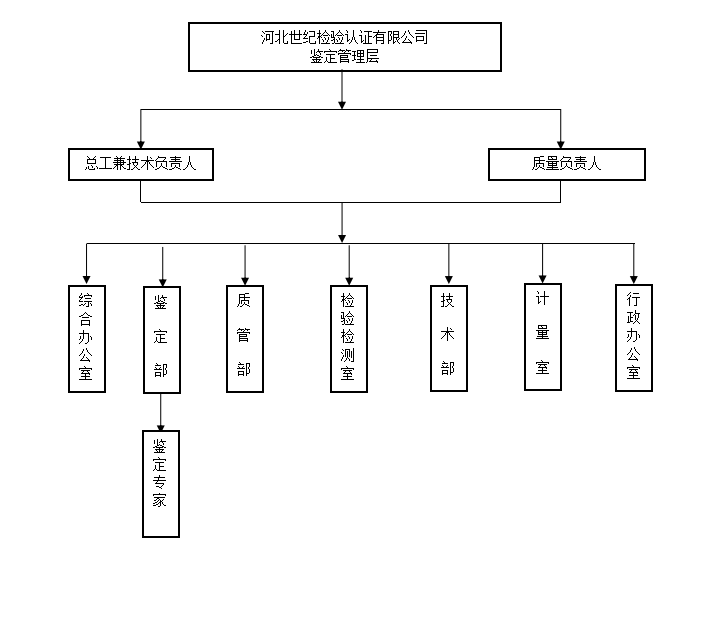 河北世纪检验认证有限公司
鉴定管理层
总工兼技术负责人
质量负责人
综合办公室
鉴定部
质管部
检验检测室
技术部
计量室
行政办公室
鉴定专家